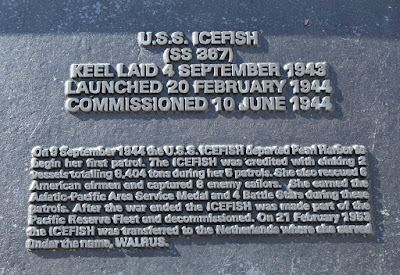 U.S.S. ICEFISH
(SS 367)
KEEL LAID 4 SEPTEMBER 1943
LAUNCHED 20 FEBRUARY 1944
COMMISSIONED 10 JUNE 1944
On 9 September 1944 the U.S.S. ICEFISH departed Pearl Harbor to
begin her first patrol. The ICEFISH was credited with sinking 2
vessels totalling 8,404 tons during her 5 patrols. She also rescued 6
American airmen and captured 6 enemy sailors. She earned the
Asiatic-Pacific Area Service Medal and 4 Battle Stars during these
patrols. After the war ended the ICEFISH was made part of the
Pacific Reserve Fleet and decommissioned. On 21 February 1953
the ICEFISH was transferred to the Netherlands where she served
under the name, WALRUS.